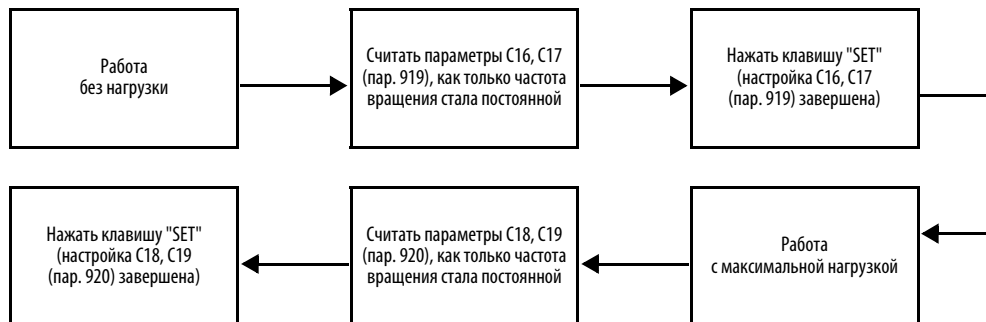 Работа
без нагрузки
Считать параметры C16, C17
(пар. 919), как только частота
вращения стала постоянной
Нажать клавишу "SET"
(настройка C16, C17
(пар. 919) завершена)
Работа
с максимальной нагрузкой
Считать параметры C18, C19
(пар. 920), как только частота
вращения стала постоянной
Нажать клавишу "SET"
(настройка C18, C19
(пар. 920) завершена)